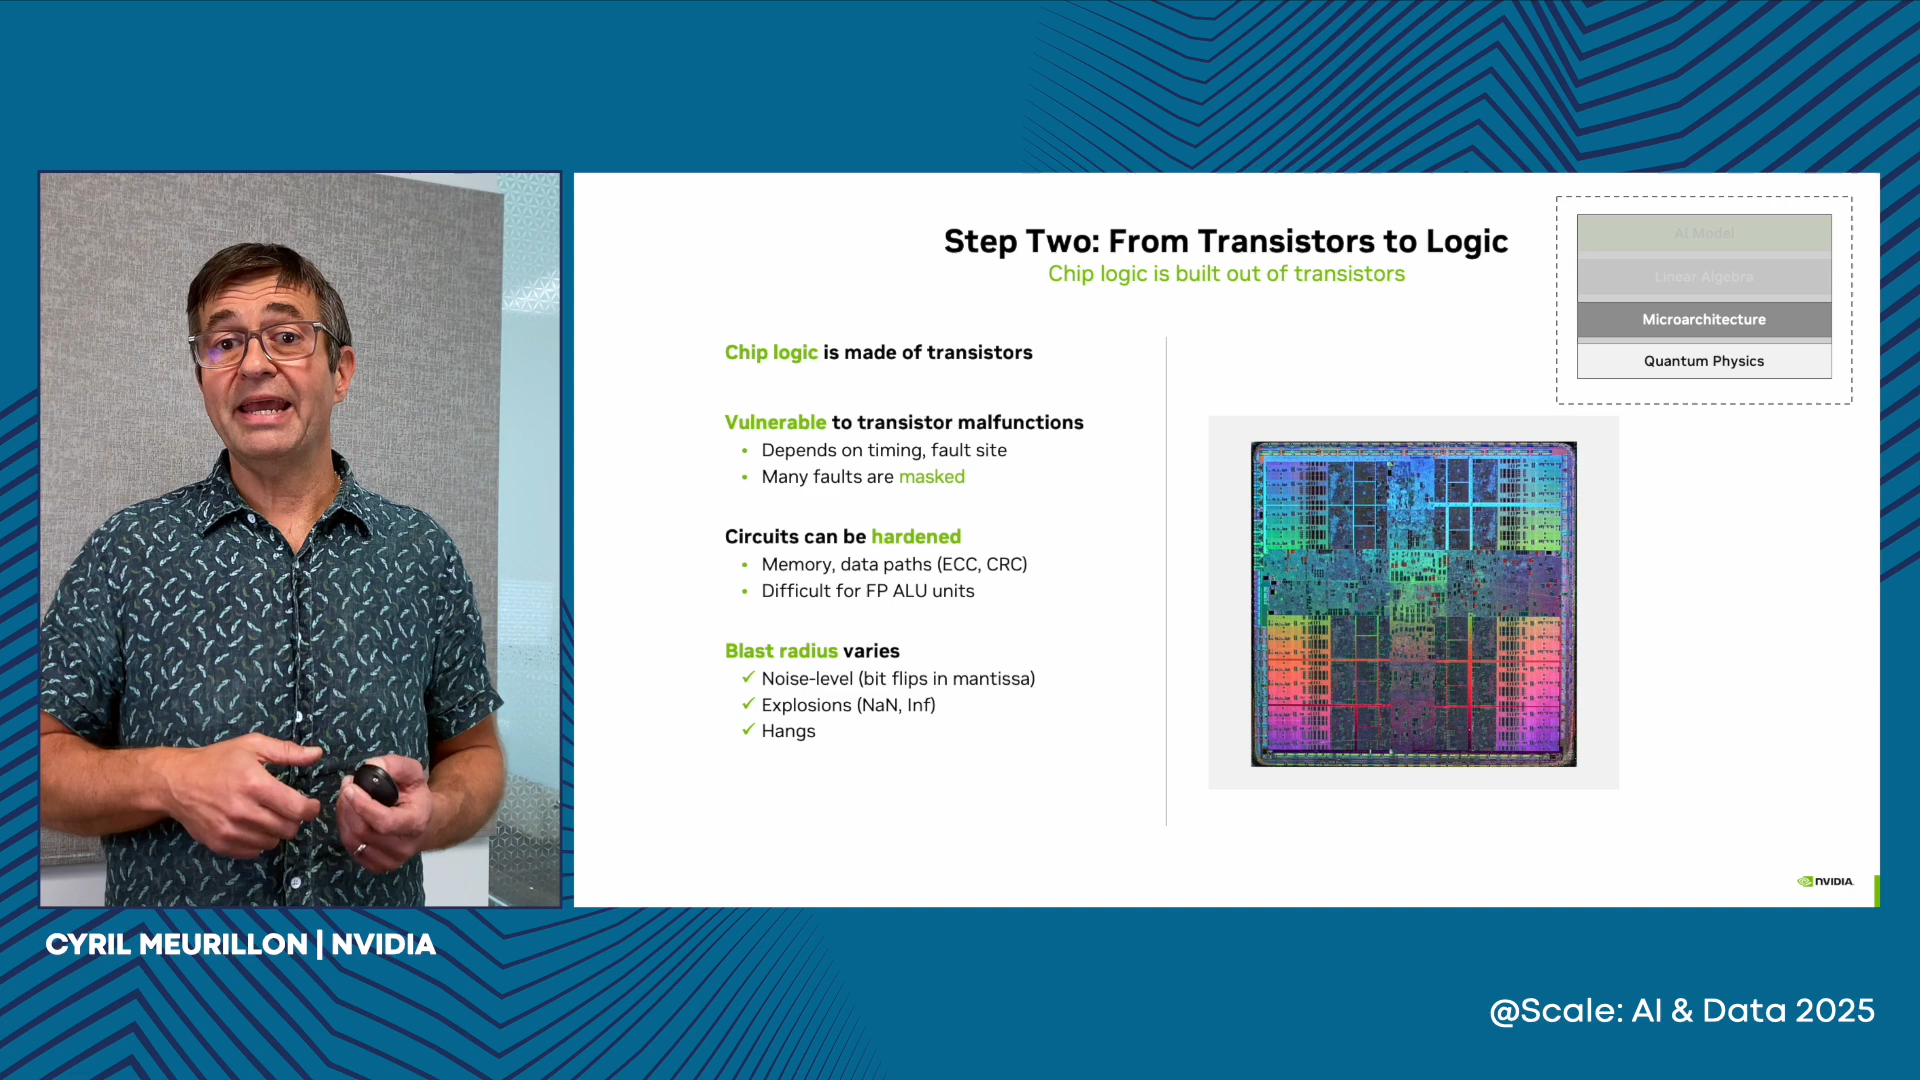 Step Two: From Transistors to Logic
Chip logic is built out of transistors
AI Model
Linear Algebra
Microarchitecture
Quantum Physics
Chip logic is made of transistors
Vulnerable to transistor malfunctions
• Depends on timing, fault site
• Many faults are masked
Circuits can be hardened
• Memory, data paths (ECC, CRC)
• Difficult for FP ALU units
Blast radius varies
✓ Noise-level (bit flips in mantissa)
✓ Explosions (NaN, Inf)
✓ Hangs
NVIDIA
CYRIL MEURILLON | NVIDIA
@Scale: AI & Data 2025